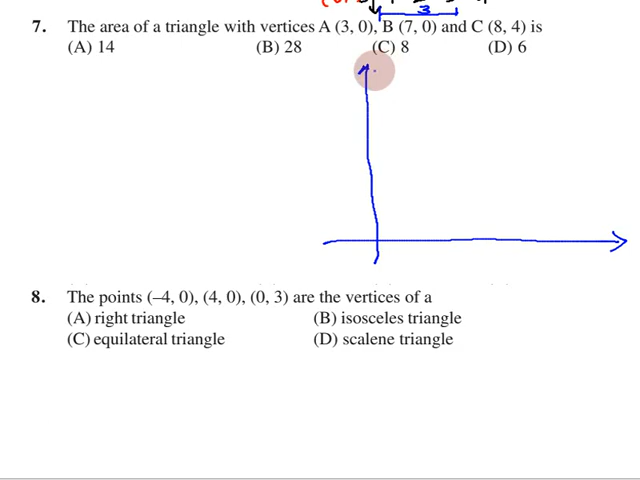 3
7. The area of a triangle with vertices A (3, 0), B (7, 0) and C (8, 4) is
(A) 14 (B) 28 (C) 8 (D) 6
8. The points (–4, 0), (4, 0), (0, 3) are the vertices of a
(A) right triangle (B) isosceles triangle
(C) equilateral triangle (D) scalene triangle